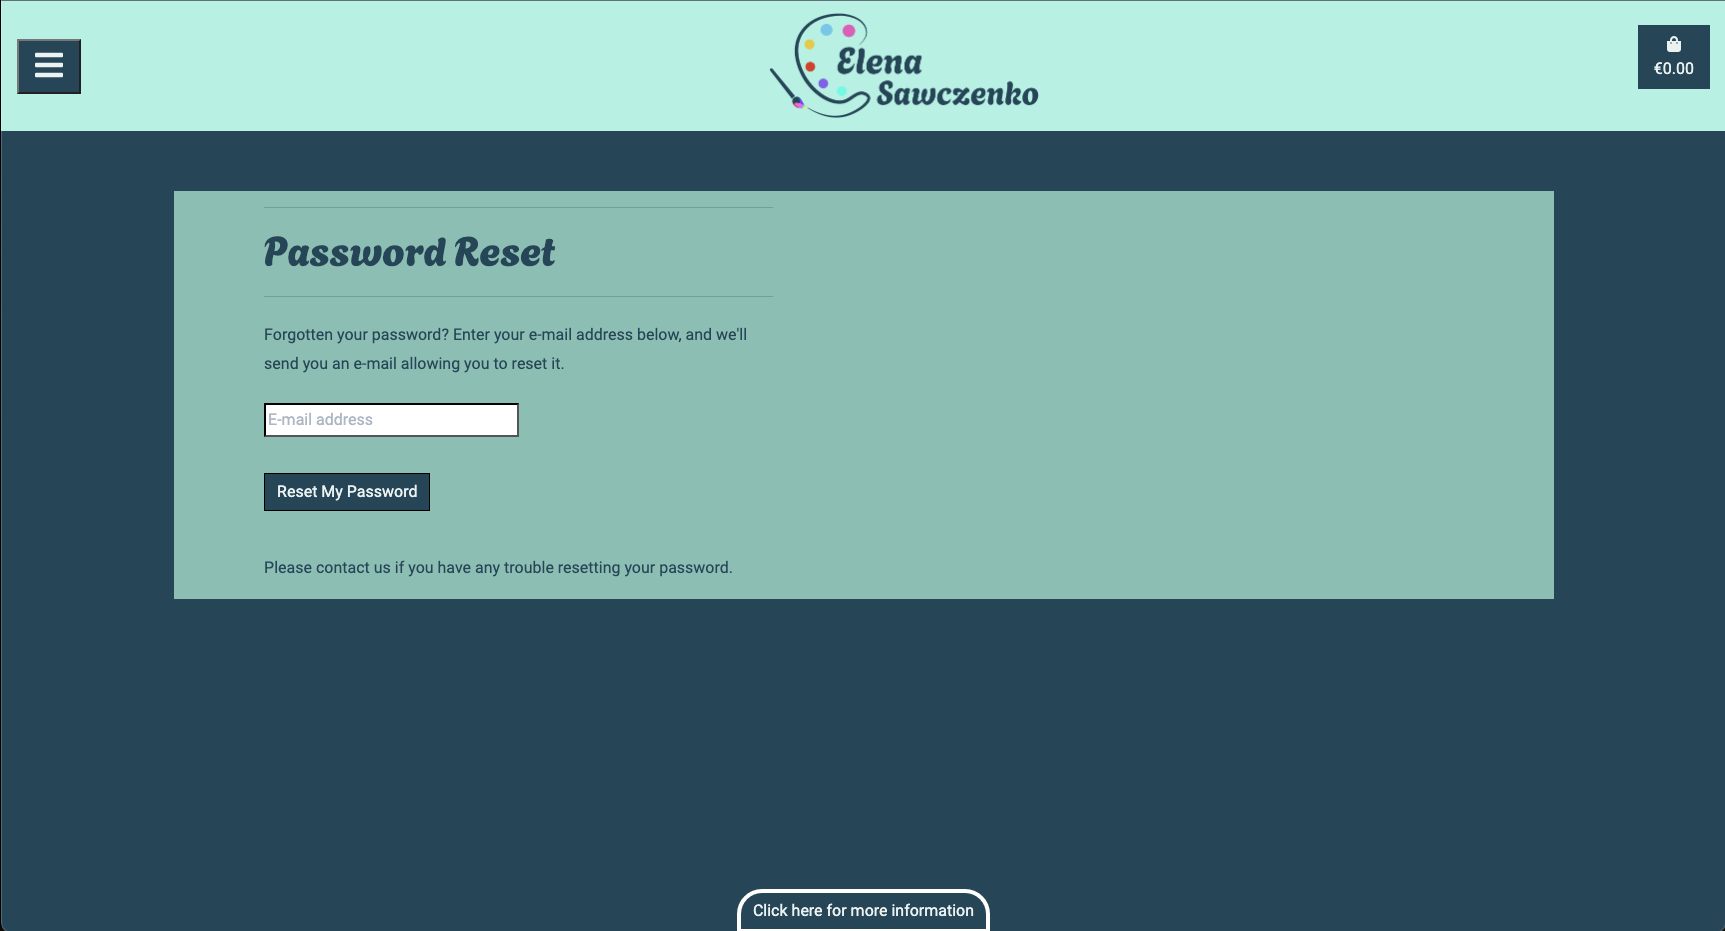 Elena
Sawczenko
€0.00
Password Reset
Forgotten your password? Enter your e-mail address below, and we'll
send you an e-mail allowing you to reset it.
E-mail address
Reset My Password
Please contact us if you have any trouble resetting your password.
Click here for more information